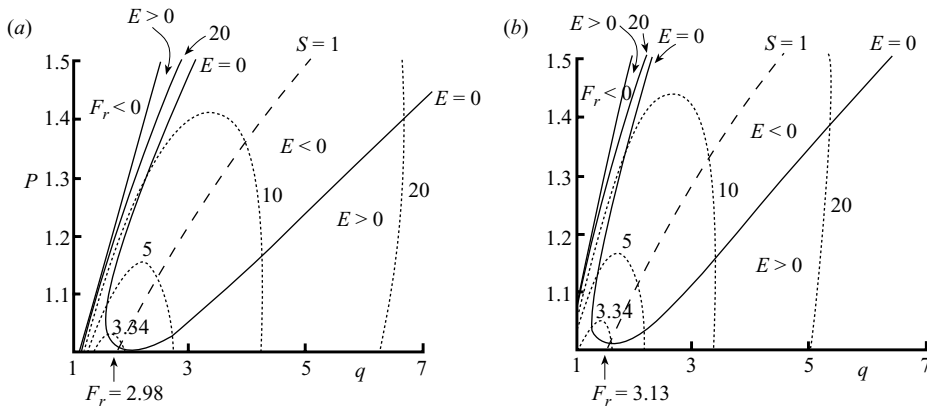 (a)
E > 0
20
E = 0
S = 1
1.5
F_r < 0
1.4
E = 0
E < 0
1.3
P
10
20
E > 0
1.2
5
1.1
3.34
1
3
5
q
7
F_r = 2.98
(b)
E > 0
20
E = 0
S = 1
E = 0
1.5
F_r < 0
1.4
E < 0
1.3
10
20
1.2
5
E > 0
1.1
3.34
1
3
5
q
7
F_r = 3.13